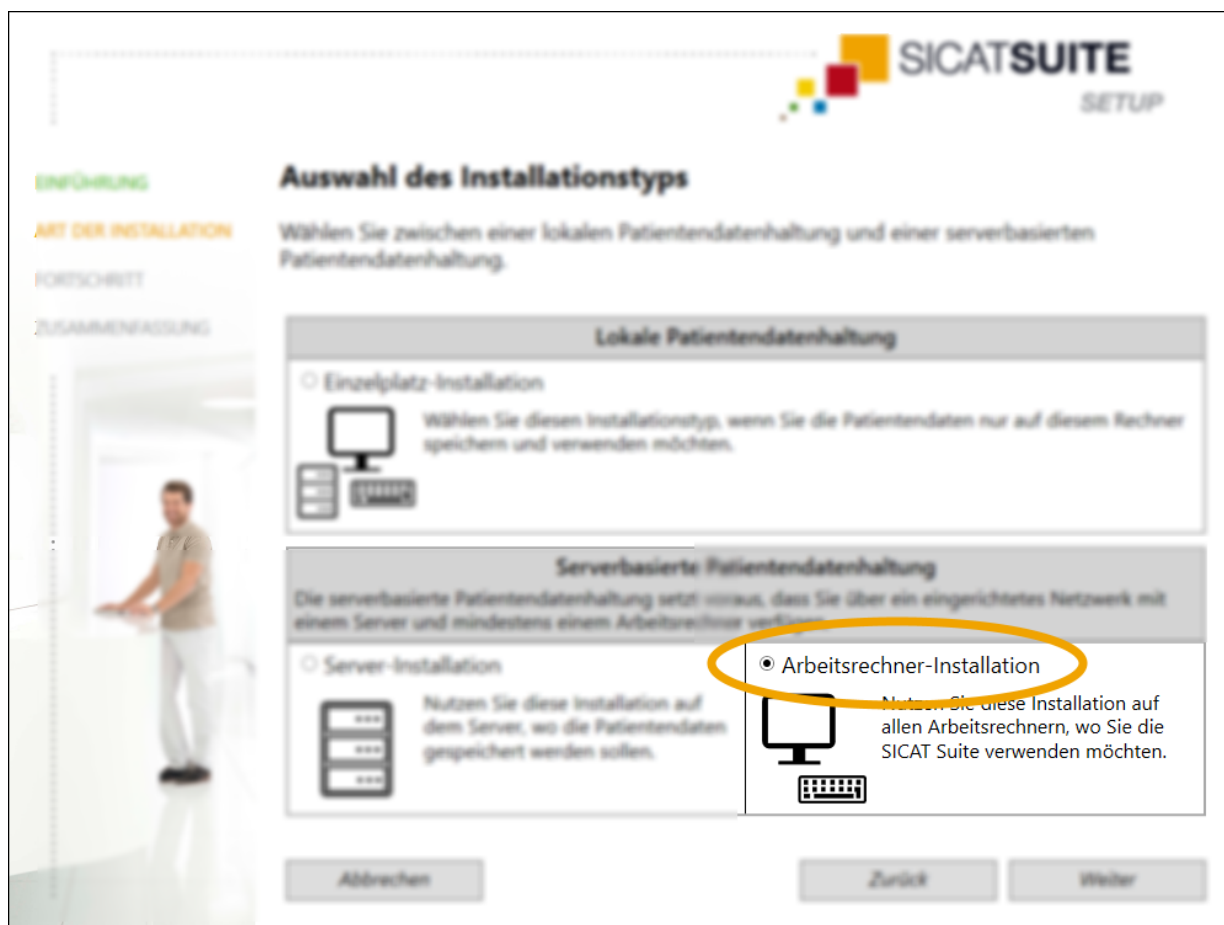 SICATSUITE
SETUP
EINFÜHRUNG
Auswahl des Installationstyps
ART DER INSTALLATION
Wählen Sie zwischen einer lokalen Patientendatenhaltung und einer serverbasierten
Patientendatenhaltung.
FORTSCHRITT
ZUSAMMENFASSUNG
Lokale Patientendatenhaltung
Einzelplatz-Installation
Wählen Sie diesen Installationstyp, wenn Sie die Patientendaten nur auf diesem Rechner
speichern und verwenden möchten.
Serverbasierte Patientendatenhaltung
Die serverbasierte Patientendatenhaltung setzt voraus, dass Sie über ein eingerichtetes Netzwerk mit
einem Server und mindestens einem Arbeitsrechner verfügen.
Server-Installation
Nutzen Sie diese Installation auf
dem Server, wo die Patientendaten
gespeichert werden sollen.
Arbeitsrechner-Installation
Nutzen Sie diese Installation auf
allen Arbeitsrechnern, wo Sie die
SICAT Suite verwenden möchten.
Abbrechen
Zurück
Weiter